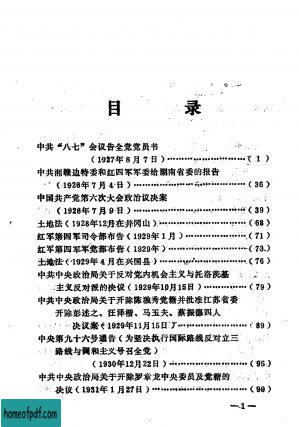 目 录
中共“八七”会议告全党党员书
(1927年8月7日)……………………(1)
中共湘赣边特委和红四军军委给湖南省委的报告
(1928年7月4日)……………………(36)
中国共产党第六次大会政治议决案
(1928年7月9日)……………………(39)
土地法(1928年12月在井冈山)……………………(68)
红军第四军司令部布告(1929年1月)……………………(71)
红军第四军军党部布告(1929年)……………………(73)
土地法(1929年4月在兴国县)……………………(76)
中共中央政治局关于反对党内机会主义与托洛茨基
主义反对派的决议(1929年10月15日)……………………(79)
中共中央政治局关于开除陈独秀党籍并批准江苏省委
开除彭述之、汪泽楷、马玉夫、蔡振德四人
决议案(1929年11月15日)……………………(89)
中央第九十六号通告(为坚决执行国际路线反对立三
路线与调和主义号召全党)
(1930年12月22日)……………………(95)
中共中央政治局关于开除罗章龙中央委员及党籍的
决议(1931年1月27日)……………………(99)
—1—
homeofpdf.com
homeofpdf.com